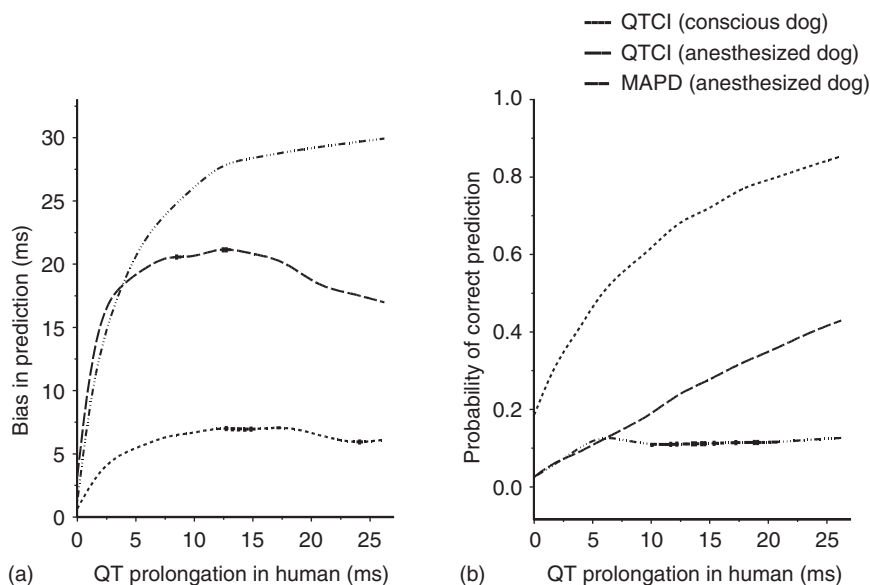 QTCI (conscious dog)
QTCI (anesthesized dog)
MAPD (anesthesized dog)
30
25
20
15
10
5
0
Bias in prediction (ms)
0 5 10 15 20 25
(a) QT prolongation in human (ms)
1.0
0.8
0.6
0.4
0.2
0.0
Probability of correct prediction
0 5 10 15 20 25
(b) QT prolongation in human (ms)